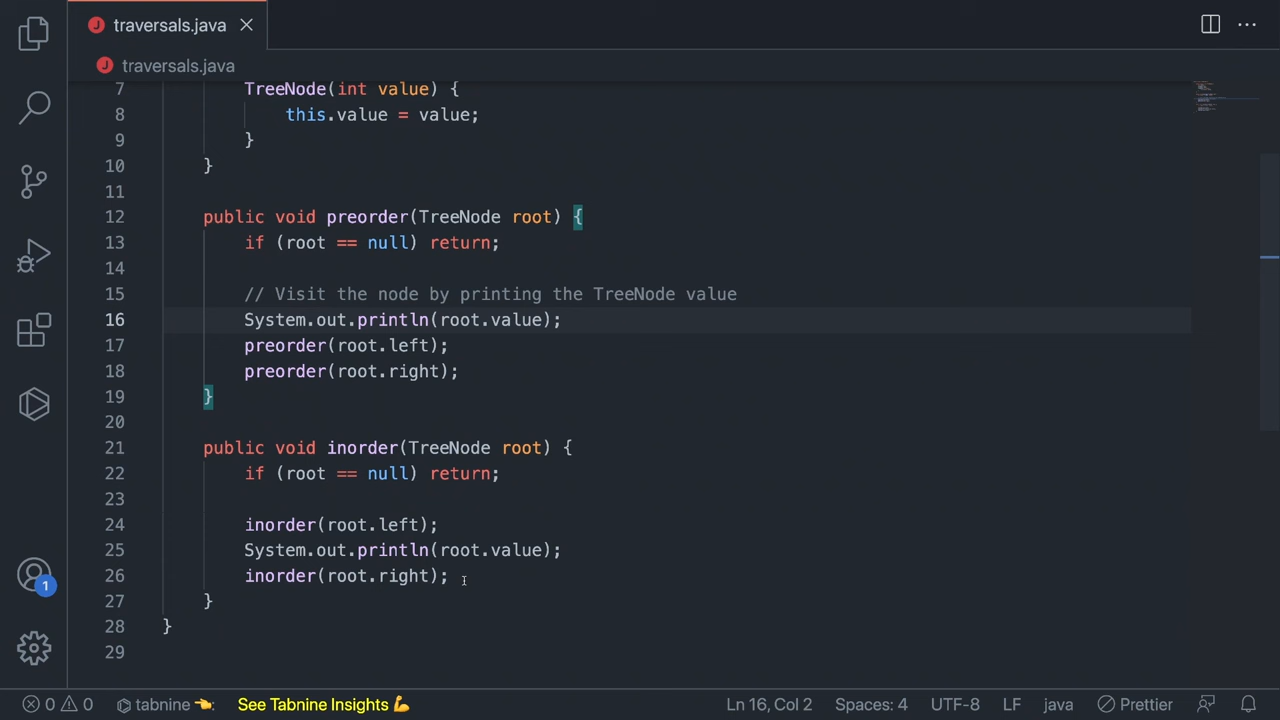 traversals.java
traversals.java
7 TreeNode(int value) {
8 this.value = value;
9 }
10 }
11
12 public void preorder(TreeNode root) {
13 if (root == null) return;
14
15 // Visit the node by printing the TreeNode value
16 System.out.println(root.value);
17 preorder(root.left);
18 preorder(root.right);
19 }
20
21 public void inorder(TreeNode root) {
22 if (root == null) return;
23
24 inorder(root.left);
25 System.out.println(root.value);
26 inorder(root.right);
27 }
28 }
29
1
0 0 tabnine 👈 See Tabnine Insights 💪 Ln 16, Col 2 Spaces: 4 UTF-8 LF java Prettier